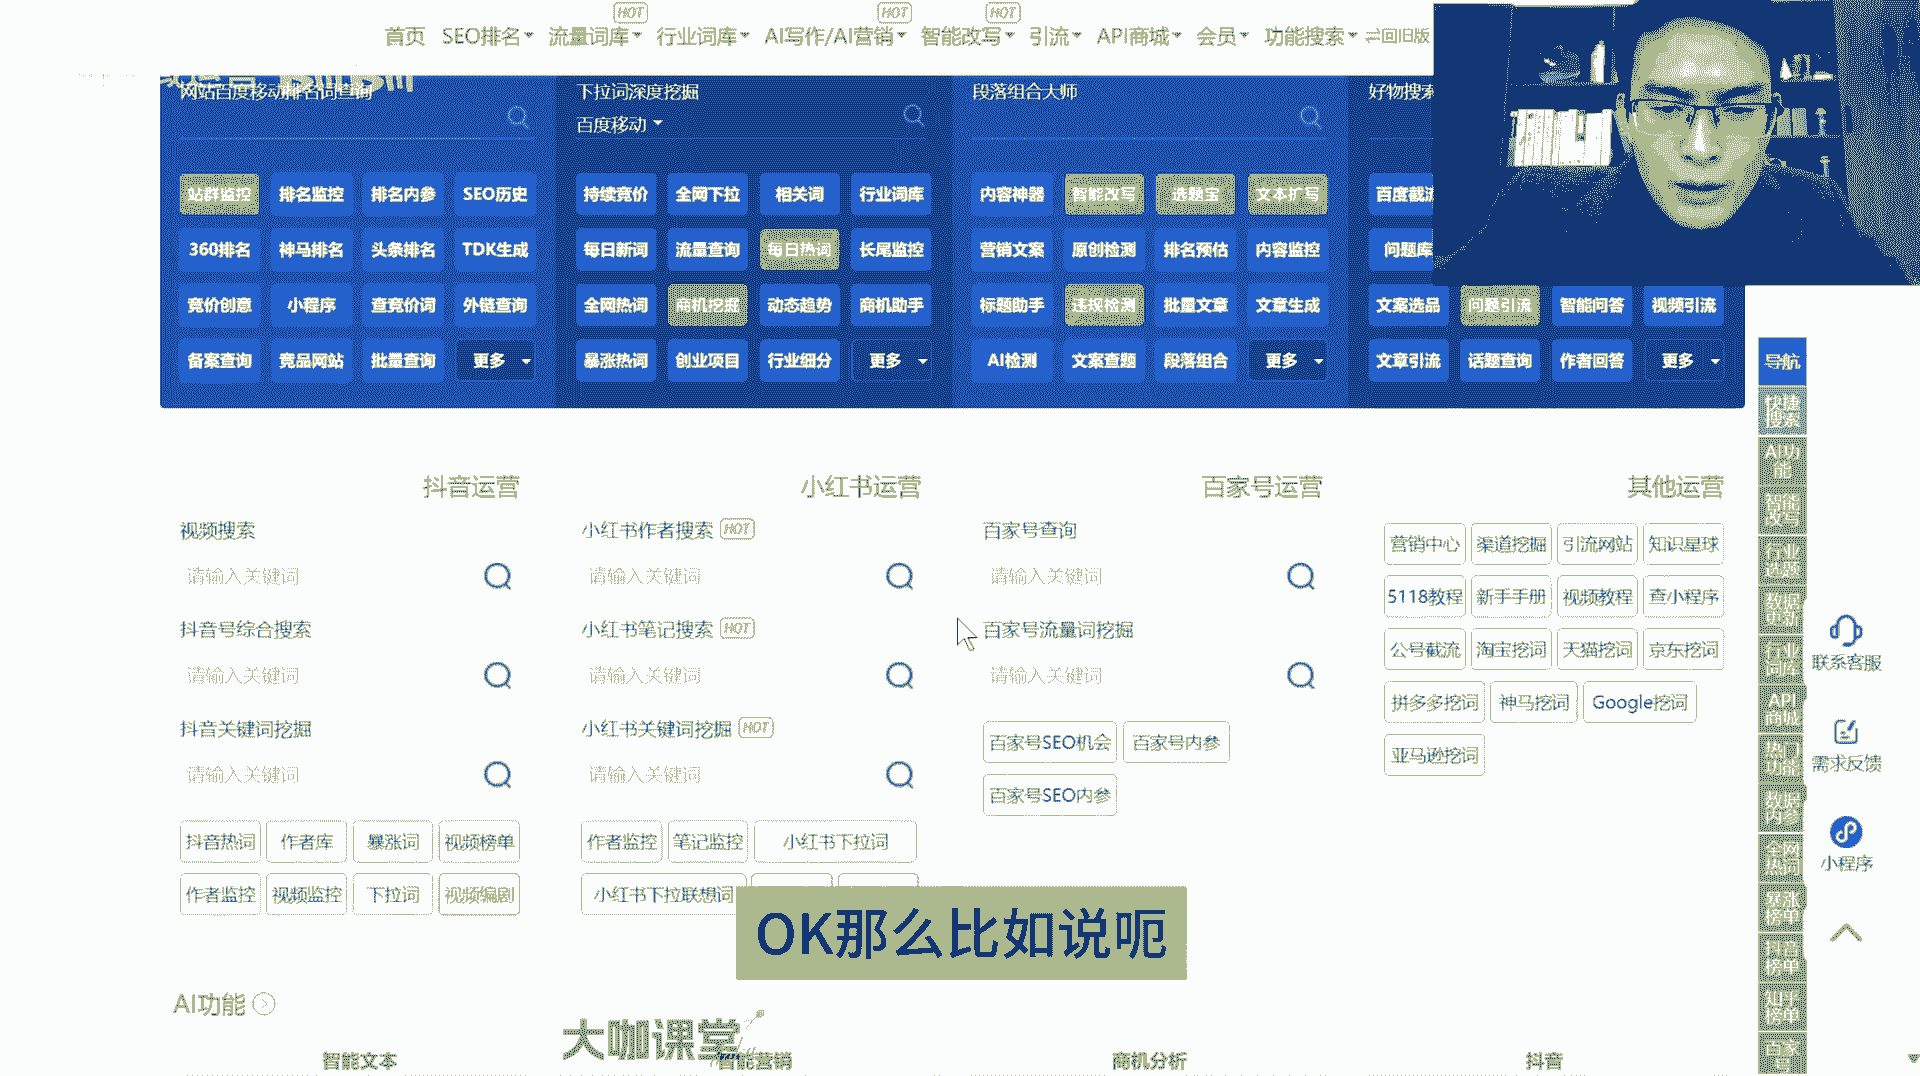 HOT HOT HOT
首页 SEO排名 流量词库 行业词库 AI写作/AI营销 智能改写 引流 API商城 会员 功能搜索 回旧版
网站百度移动排名词查询 下拉词深度挖掘 段落组合大师 好物搜索
百度移动
站群监控 排名监控 排名内参 SEO历史 持续竞价 全网下拉 相关词 行业词库 内容神器 智能改写 选题宝 文本扩写 百度截流
360排名 神马排名 头条排名 TDK生成 每日新词 流量查询 每日热词 长尾监控 营销文案 原创检测 排名预估 内容监控 问题库
竞价创意 小程序 查竞价词 外链查询 全网热词 商机挖掘 动态趋势 商机助手 标题助手 违规检测 批量文章 文章生成 文案选品 问题引流 智能问答 视频引流
备案查询 竞品网站 批量查询 更多 暴涨热词 创业项目 行业细分 更多 AI检测 文案查题 段落组合 更多 文章引流 话题查询 作者回答 更多
抖音运营 小红书运营 百家号运营 其他运营
视频搜索 小红书作者搜索 HOT 百家号查询
营销中心 渠道挖掘 引流网站 知识星球
请输入关键词 请输入关键词 请输入关键词
5118教程 新手手册 视频教程 查小程序
抖音号综合搜索 小红书笔记搜索 HOT 百家号流量词挖掘
公号截流 淘宝挖词 天猫挖词 京东挖词
请输入关键词 请输入关键词 请输入关键词
拼多多挖词 神马挖词 Google挖词
抖音关键词挖掘 小红书关键词挖掘 HOT
百家号SEO机会 百家号内参
亚马逊挖词
请输入关键词 请输入关键词
百家号SEO内参
抖音热词 作者库 暴涨词 视频榜单 作者监控 笔记监控 小红书下拉词
作者监控 视频监控 下拉词 视频编剧 小红书下拉联想词
OK那么比如说呃
AI功能
大咖课堂
智能文本 智能营销 商机分析 抖音
导航
快捷搜索
AI功能
智能改写
行业选题
数据更新
行业词库
API商城
热门功能
数据内参
全网热词
暴涨榜单
抖音榜单
知乎榜单
百家
联系客服
需求反馈
小程序